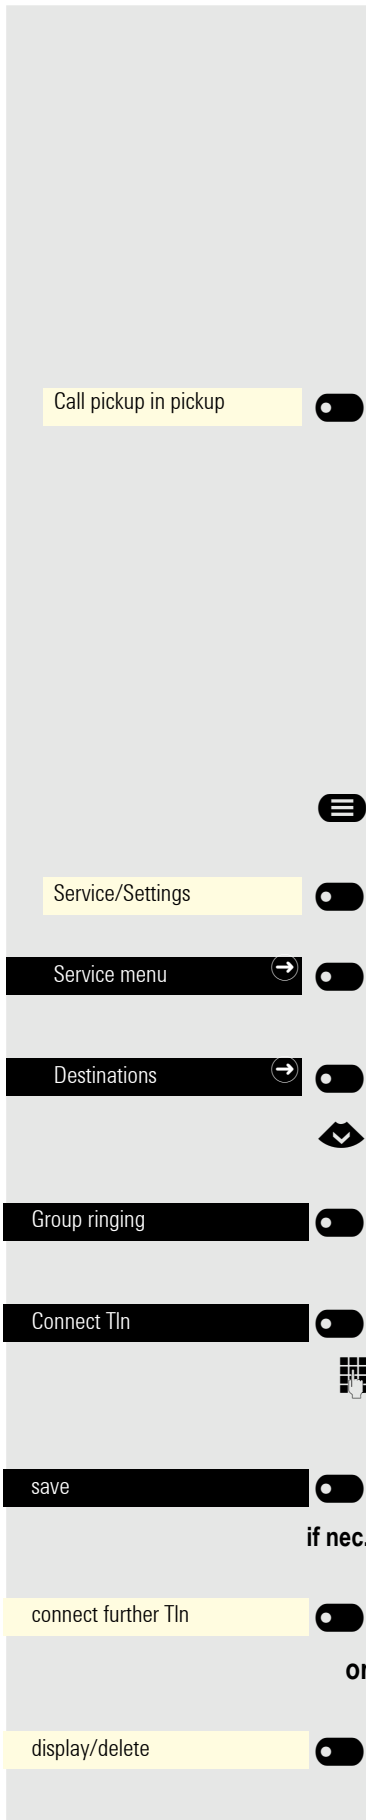 Call pickup in pickup
Service/Settings
Service menu
Destinations
Group ringing
Connect Tln
save
if nec.
connect further Tln
or
display/delete